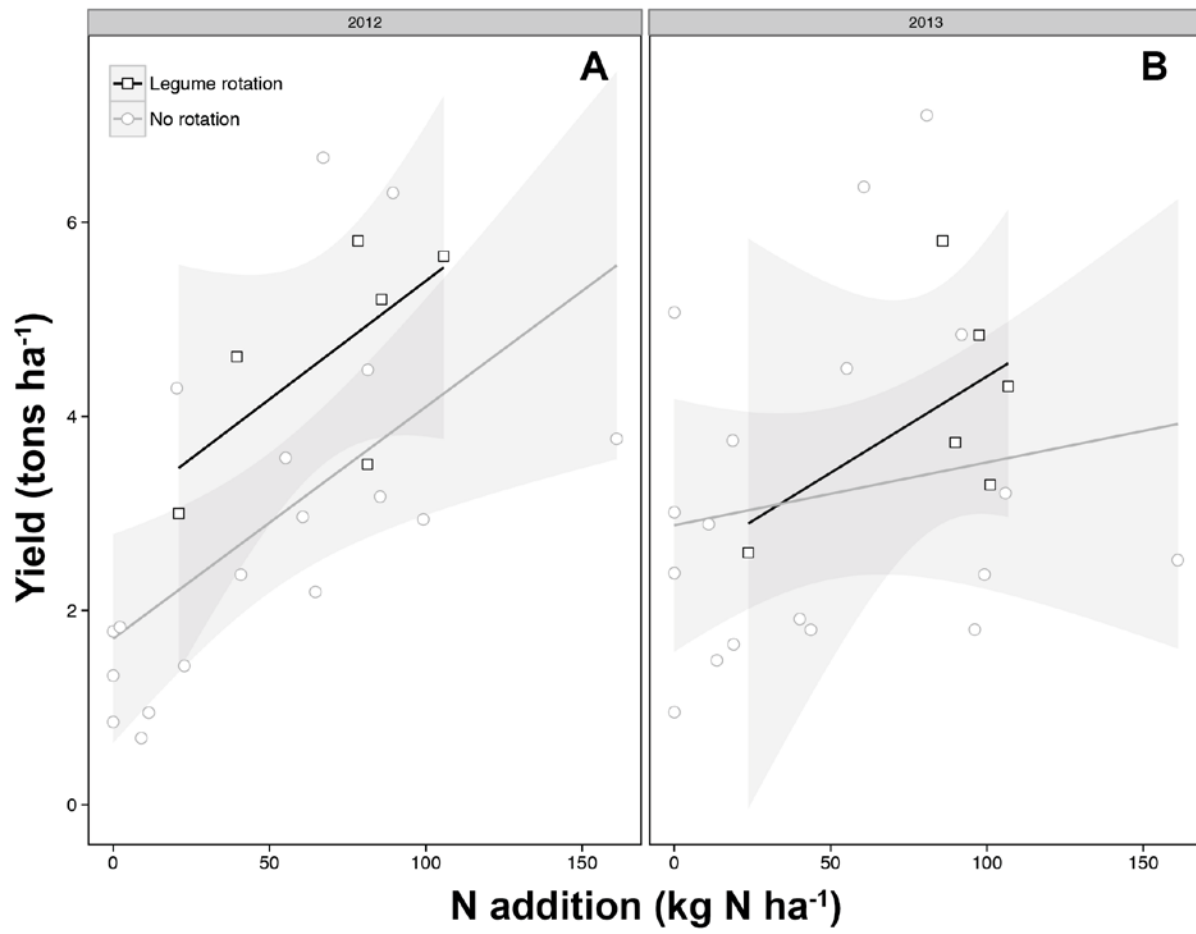 2012
2013
A
B
Legume rotation
No rotation
Yield (tons ha⁻¹)
6
4
2
0
0
50
100
150
0
50
100
150
N addition (kg N ha⁻¹)